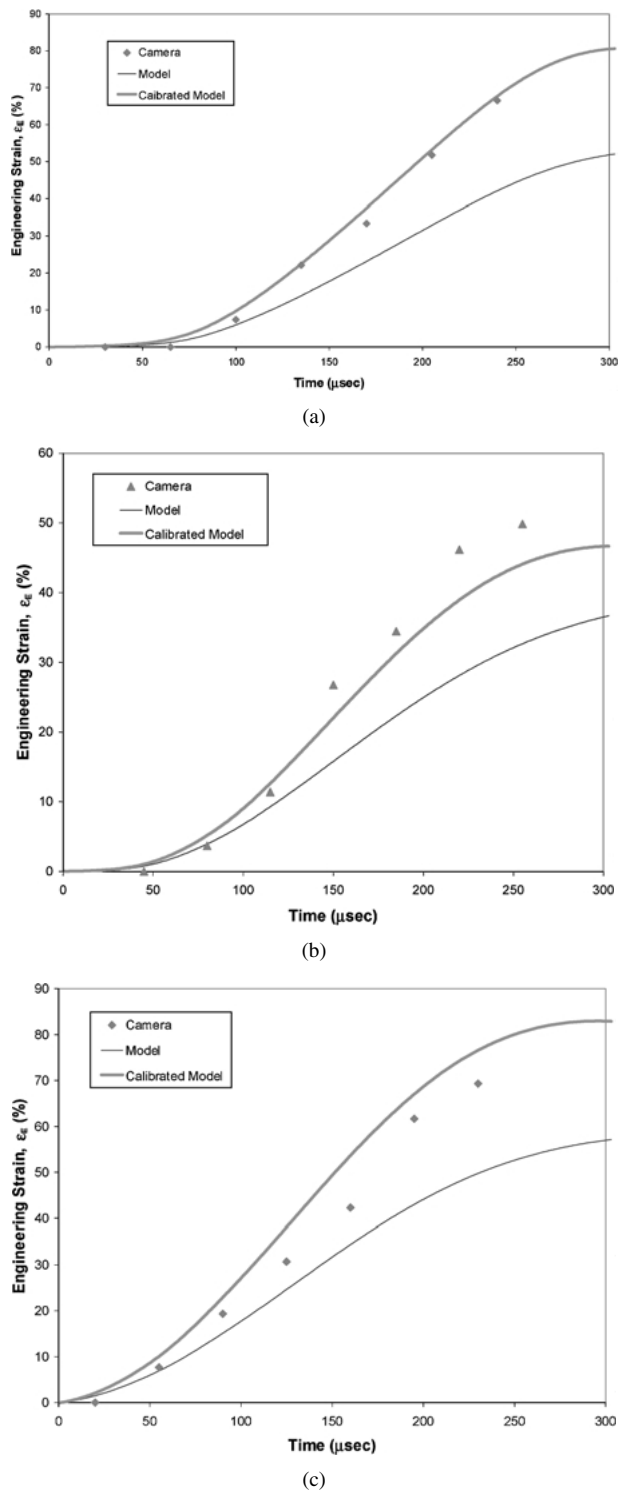 90
80
70
60
50
40
30
20
10
0
Engineering Strain, εE (%)
Camera
Model
Caibrated Model
0 50 100 150 200 250 300
Time (μsec)
(a)
60
50
40
30
20
10
0
Engineering Strain, εE (%)
Camera
Model
Calibrated Model
0 50 100 150 200 250 300
Time (μsec)
(b)
90
80
70
60
50
40
30
20
10
0
Engineering Strain, εE (%)
Camera
Model
Calibrated Model
0 50 100 150 200 250 300
Time (μsec)
(c)